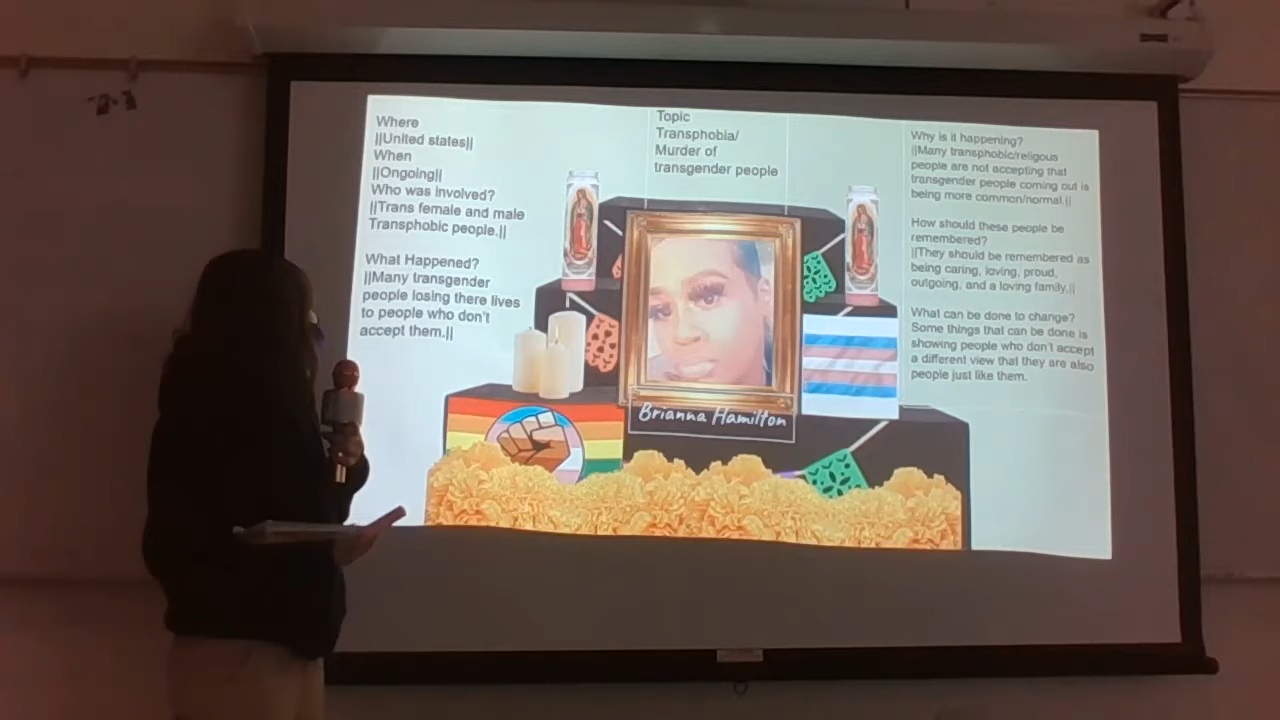 Where
||United states||
When
||Ongoing||
Who was involved?
||Trans female and male
Transphobic people.||
What Happened?
||Many transgender
people losing there lives
to people who don't
accept them.||
Topic
Transphobia/
Murder of
transgender people
Brianna Hamilton
Why is it happening?
||Many transphobic/religous
people are not accepting that
transgender people coming out is
being more common/normal.||
How should these people be
remembered?
||They should be remembered as
being caring, loving, proud,
outgoing, and a loving family.||
What can be done to change?
Some things that can be done is
showing people who don't accept
a different view that they are also
people just like them.